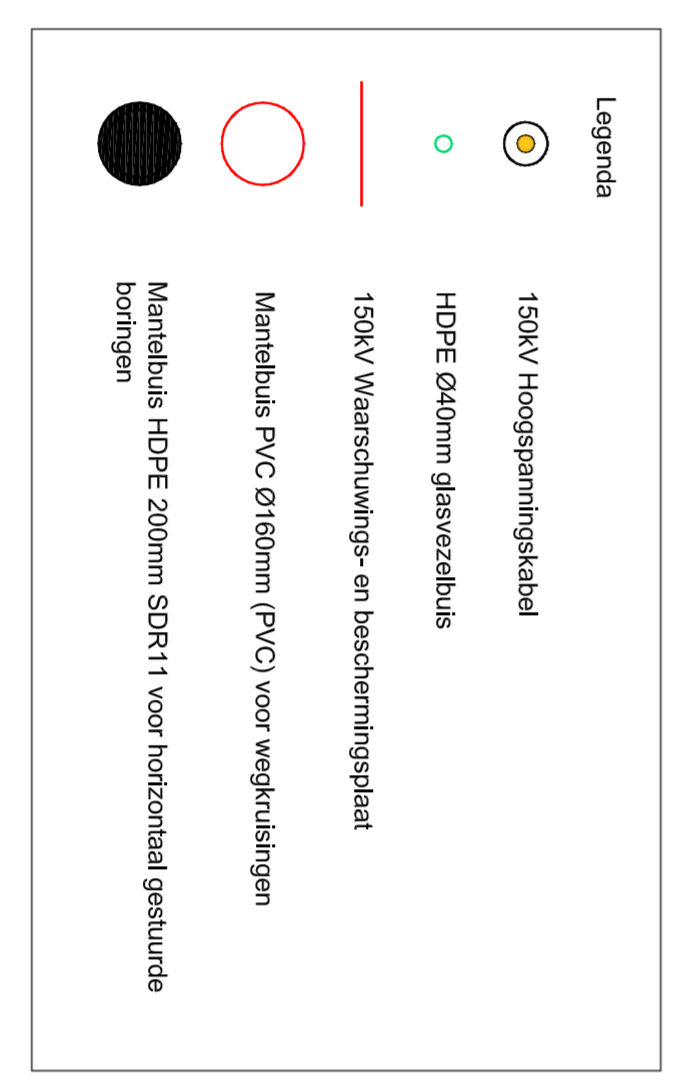 Legenda
150kV Hoogspanningskabel
HDPE Ø40mm glasvezelbuis
150kV Waarschuwings- en beschermingsplaat
Mantelbuis PVC Ø160mm (PVC) voor wegkruisingen
Mantelbuis HDPE 200mm SDR11 voor horizontaal gestuurde
boringen